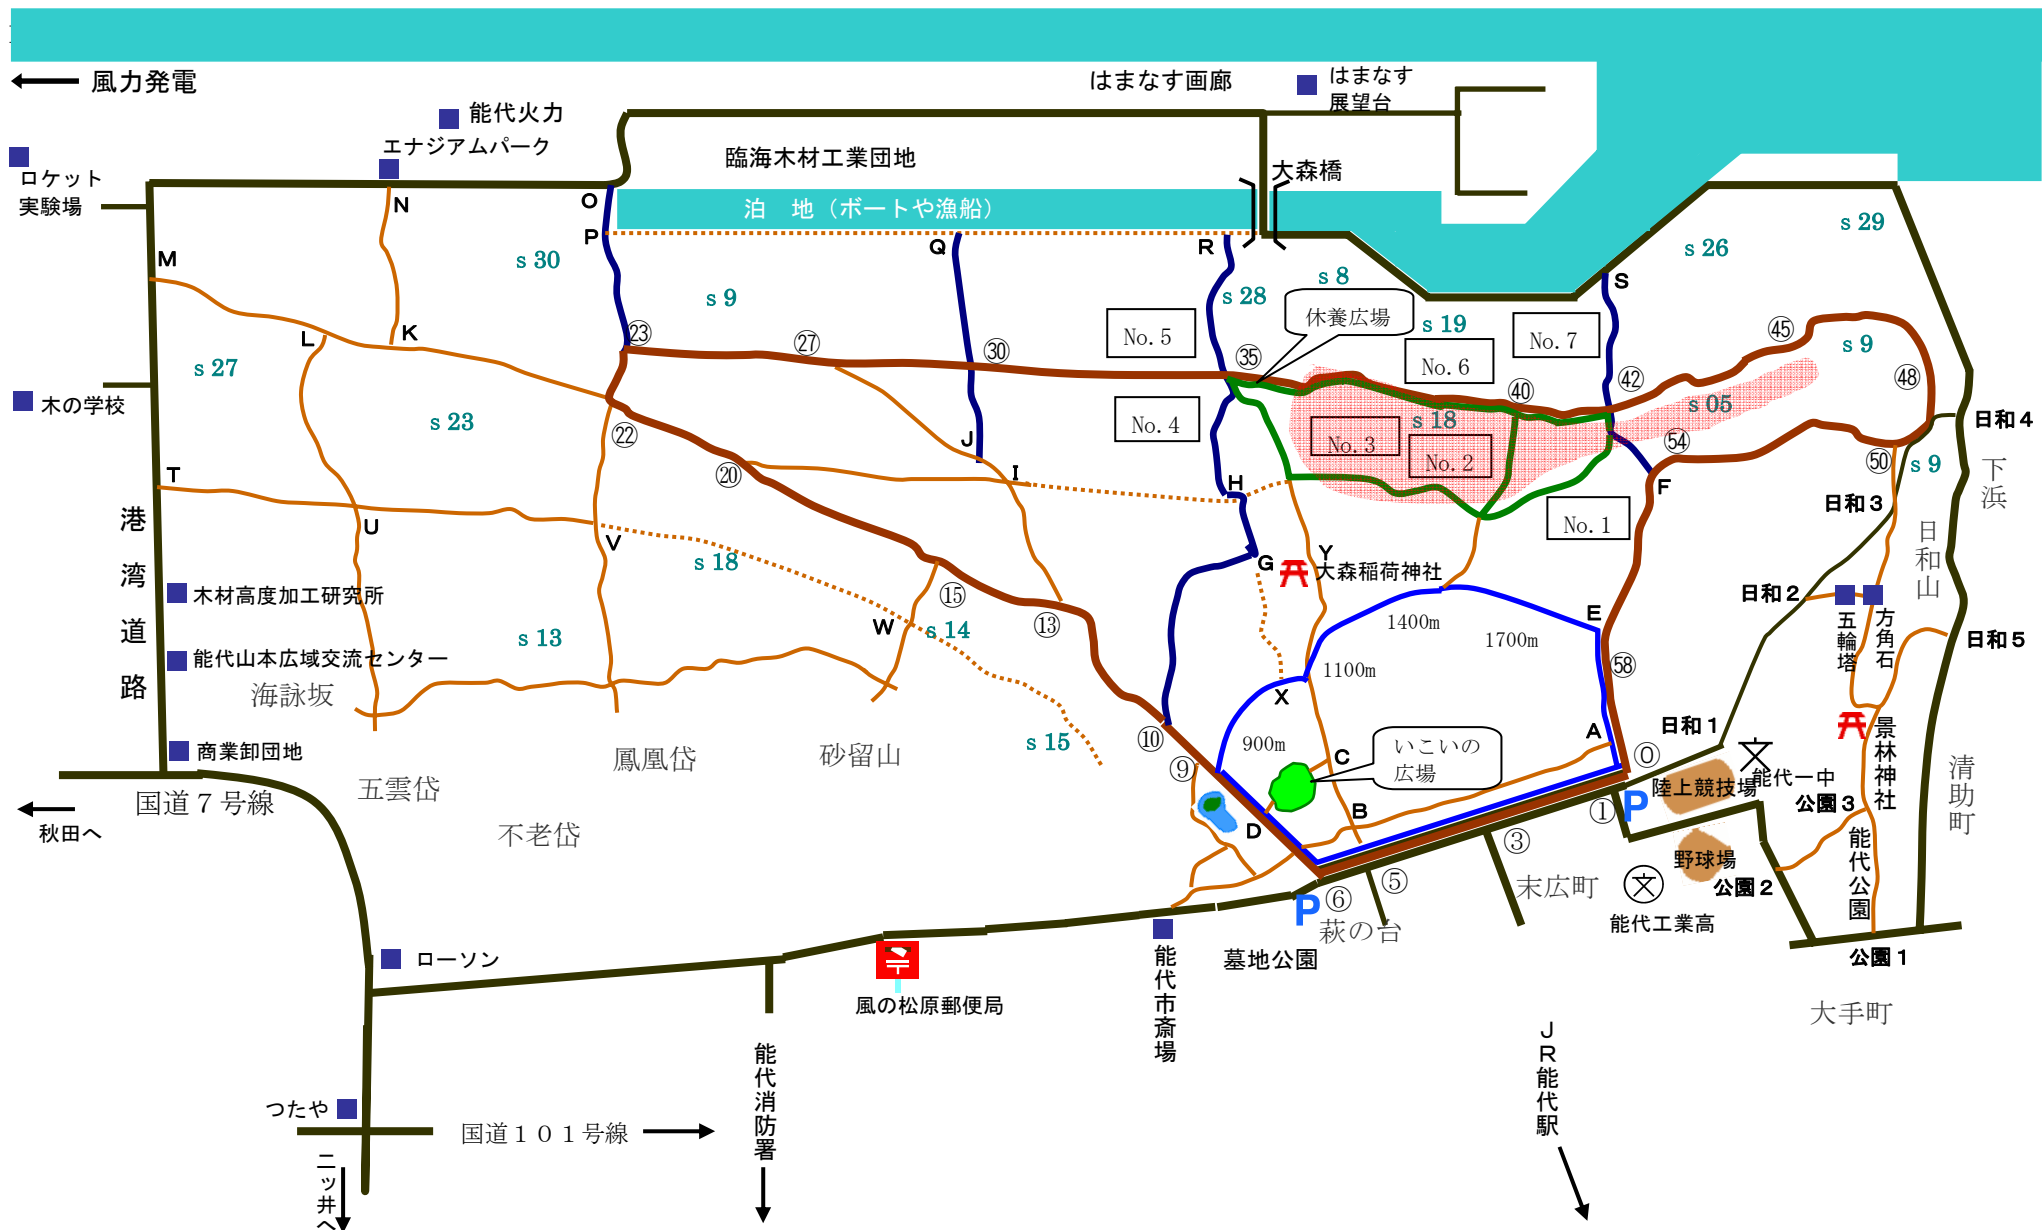 風力発電
はまなす画廊
はまなす
展望台
能代火力
エナジアムパーク
臨海木材工業団地
大森橋
ロケット
実験場
泊　地（ボートや漁船）
N
O
P
Q
R
M
S
s 30
s 9
s 28
s 8
s 26
s 29
休養広場
s 19
No. 5
No. 6
No. 7
L
K
㉓
㉗
㉚
㉟
㊵
㊷
㊺
s 9
㊽
s 27
木の学校
s 23
㉒
J
No. 4
s 18
s 05
No. 3
No. 2
㊴
日和４
㊿
s 9
下浜
T
⑳
I
H
F
日和３
港湾道路
U
V
s 18
No. 1
日和山
G
Y
大森稲荷神社
木材高度加工研究所
⑮
⑬
W
s 14
1400m
1700m
E
日和２
五輪塔
方角石
日和５
s 13
能代山本広域交流センター
海詠坂
1100m
X
58
商業卸団地
国道７号線
五雲岱
鳳凰岱
砂留山
s 15
⑩
⑨
900m
C
いこいの
広場
A
⓪
日和１
景林神社
清助町
陸上競技場
能代一中
公園３
秋田へ
不老岱
D
B
①
P
③
野球場
公園２
能代公園
⑤
⑥
P
萩の台
末広町
文
能代工業高
ローソン
風の松原郵便局
能代市斎場
墓地公園
公園１
大手町
つたや
国道１０１号線
能代消防署
ＪＲ能代駅
二ッ井へ